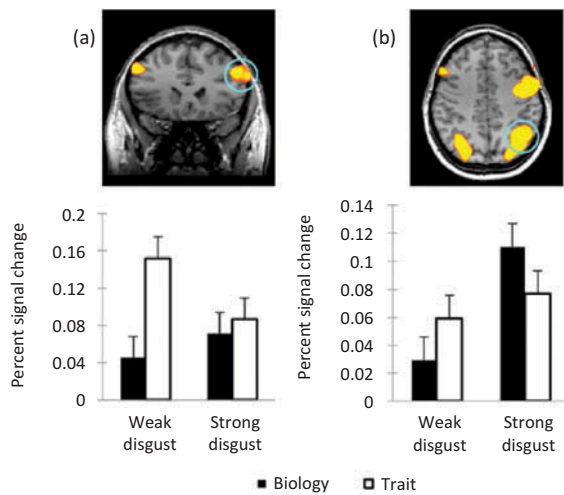 (a)
(b)
Percent signal change
0.2
0.16
0.12
0.08
0.04
0
Weak disgust
Strong disgust
Percent signal change
0.14
0.12
0.1
0.08
0.06
0.04
0.02
0
Weak disgust
Strong disgust
Biology
Trait